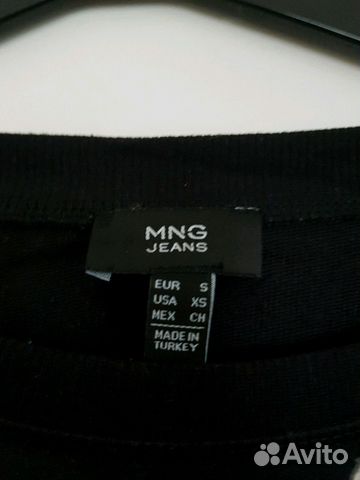 MNG
JEANS
EUR S
USA XS
MEX CH
MADE IN
TURKEY
Avito